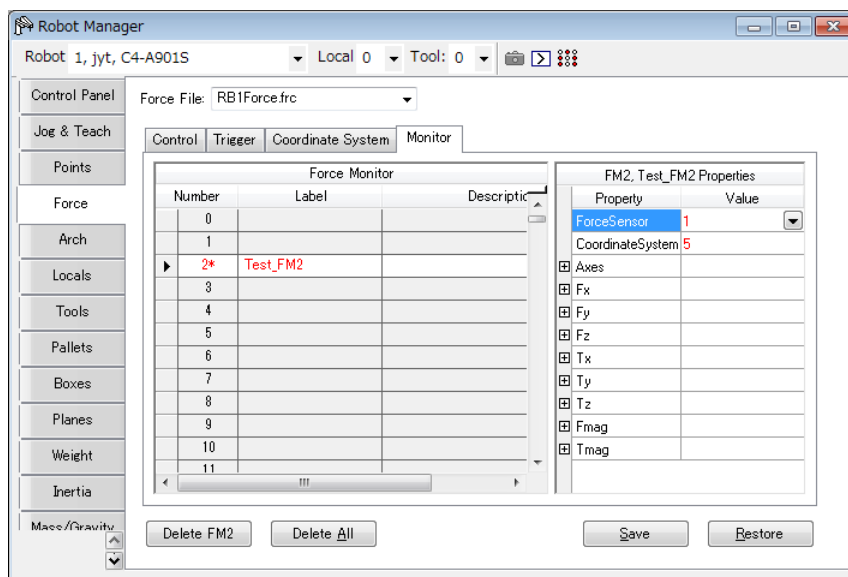 Robot Manager
Robot 1, jyt, C4-A901S Local 0 Tool: 0
Control Panel
Jog & Teach
Points
Force
Arch
Locals
Tools
Pallets
Boxes
Planes
Weight
Inertia
Mass/Gravity
Force File: RB1Force.frc
Control Trigger Coordinate System Monitor
Force Monitor
Number Label Descriptic
0
1
2* Test_FM2
3
4
5
6
7
8
9
10
11
FM2, Test_FM2 Properties
Property Value
ForceSensor 1
CoordinateSystem 5
Axes
Fx
Fy
Fz
Tx
Ty
Tz
Fmag
Tmag
Delete FM2 Delete All Save Restore